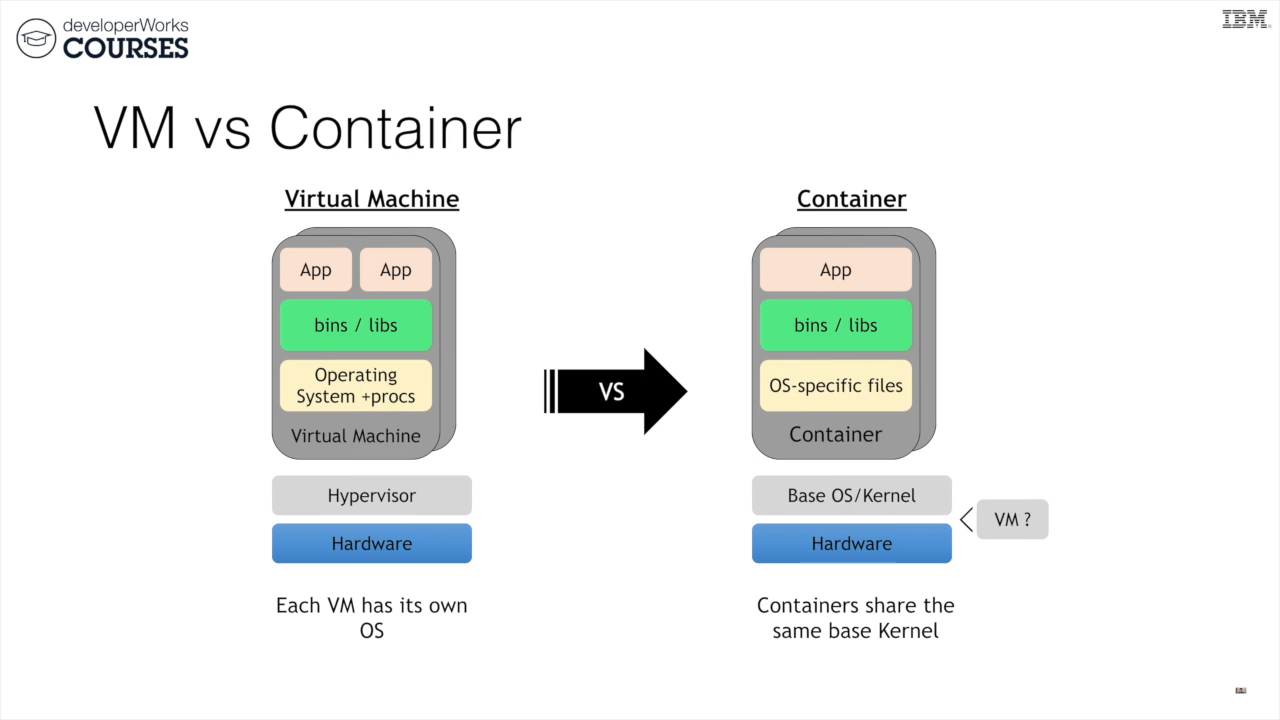 developerWorks
COURSES
IBM
VM vs Container
Virtual Machine
App
App
bins / libs
Operating
System +procs
Virtual Machine
Hypervisor
Hardware
Each VM has its own
OS
VS
Container
App
bins / libs
OS-specific files
Container
Base OS/Kernel
Hardware
VM ?
Containers share the
same base Kernel